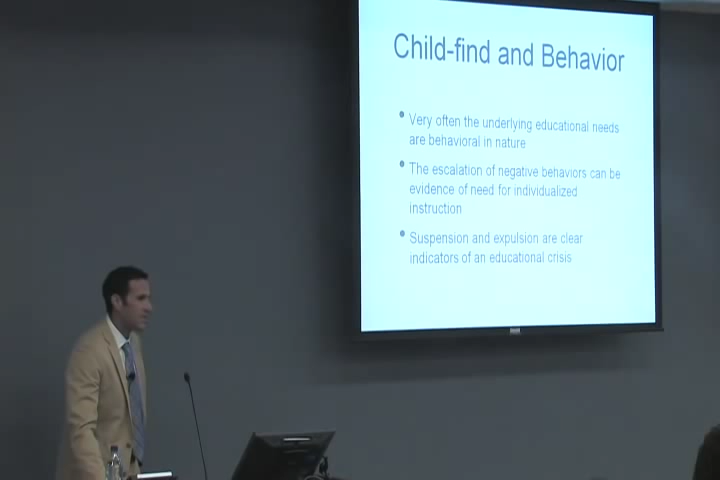 Child-find and Behavior
• Very often the underlying educational needs
are behavioral in nature
• The escalation of negative behaviors can be
evidence of need for individualized
instruction
• Suspension and expulsion are clear
indicators of an educational crisis